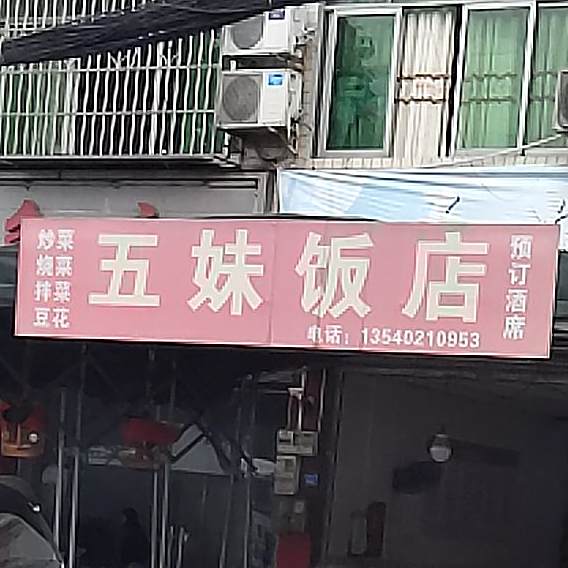 炒菜
烧菜
拌菜
豆花
五妹饭店
电话：13540210953
预订酒席